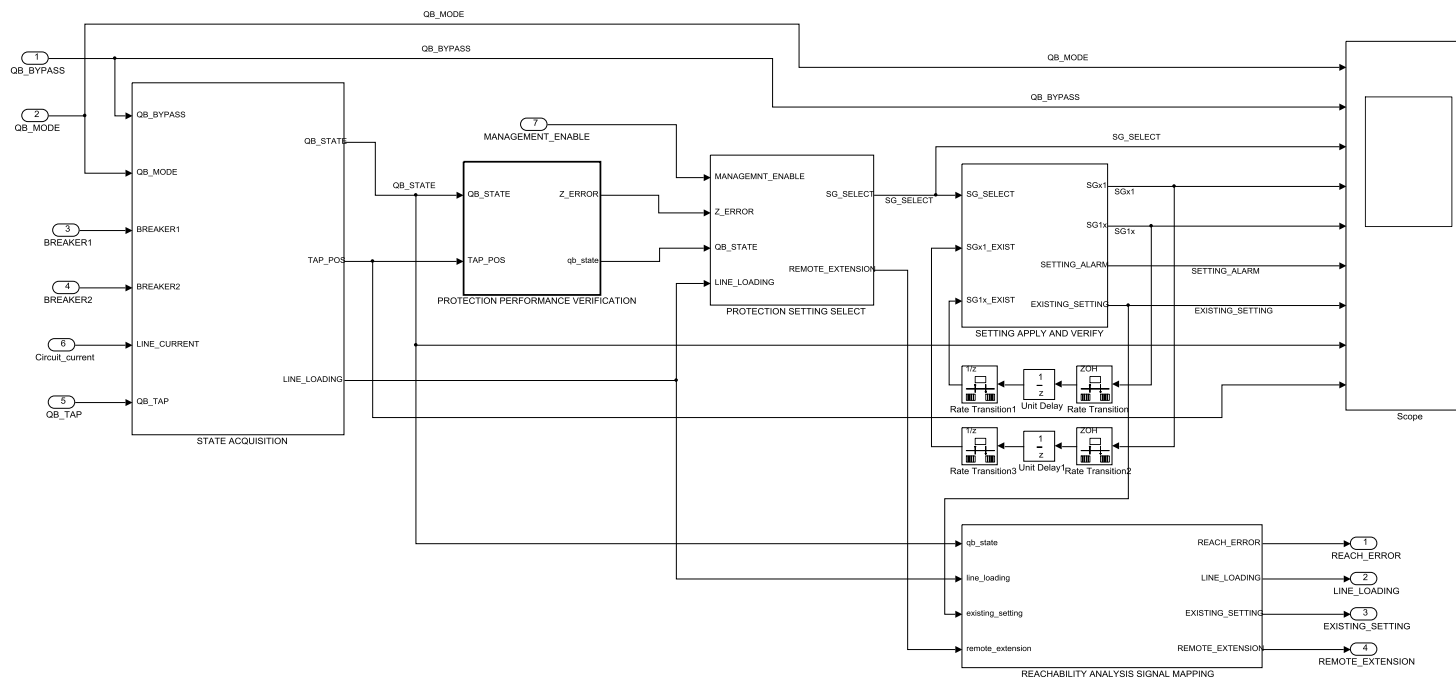 QB_MODE
QB_BYPASS
1
QB_BYPASS
2
QB_MODE
3
BREAKER1
4
BREAKER2
6
Circuit_current
5
QB_TAP
QB_BYPASS
QB_MODE
BREAKER1
BREAKER2
LINE_CURRENT
QB_TAP
QB_STATE
TAP_POS
LINE_LOADING
STATE ACQUISITION
QB_STATE
QB_STATE
TAP_POS
Z_ERROR
qb_state
PROTECTION PERFORMANCE VERIFICATION
7
MANAGEMENT_ENABLE
MANAGEMNT_ENABLE
Z_ERROR
QB_STATE
LINE_LOADING
SG_SELECT
REMOTE_EXTENSION
PROTECTION SETTING SELECT
SG_SELECT
SG_SELECT
SGx1_EXIST
SG1x_EXIST
SGx1
SG1x
SETTING_ALARM
EXISTING_SETTING
SETTING APPLY AND VERIFY
QB_MODE
QB_BYPASS
SG_SELECT
SGx1
SG1x
SETTING_ALARM
EXISTING_SETTING
Scope
1/z
Rate Transition1
1
z
Unit Delay
ZOH
Rate Transition
1/z
Rate Transition3
1
z
Unit Delay1
ZOH
Rate Transition2
qb_state
line_loading
existing_setting
remote_extension
REACH_ERROR
LINE_LOADING
EXISTING_SETTING
REMOTE_EXTENSION
REACHABILITY ANALYSIS SIGNAL MAPPING
1
REACH_ERROR
2
LINE_LOADING
3
EXISTING_SETTING
4
REMOTE_EXTENSION